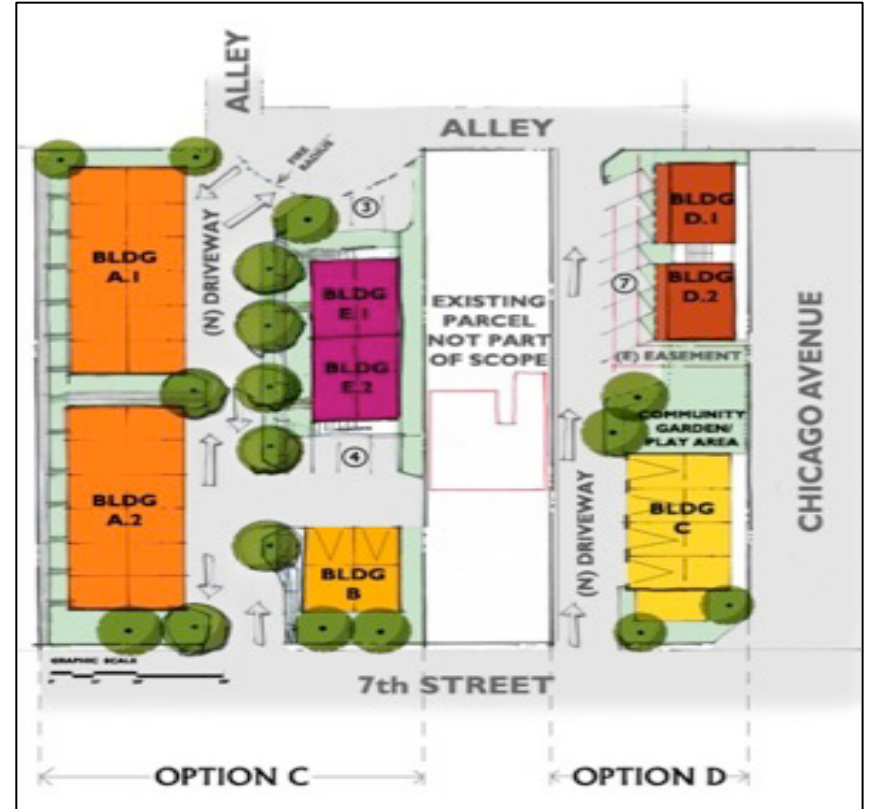 ALLEY
ALLEY
FIRE
RADIUS
3
(N) DRIVEWAY
BLDG
A.1
BLDG
E.1
BLDG
E.2
EXISTING
PARCEL
NOT PART
OF SCOPE
BLDG
D.1
BLDG
D.2
7
(E) EASEMENT
COMMUNITY
GARDEN/
PLAY AREA
CHICAGO AVENUE
BLDG
A.2
4
BLDG
B
(N) DRIVEWAY
BLDG
C
GRAPHIC SCALE
7th STREET
OPTION C
OPTION D